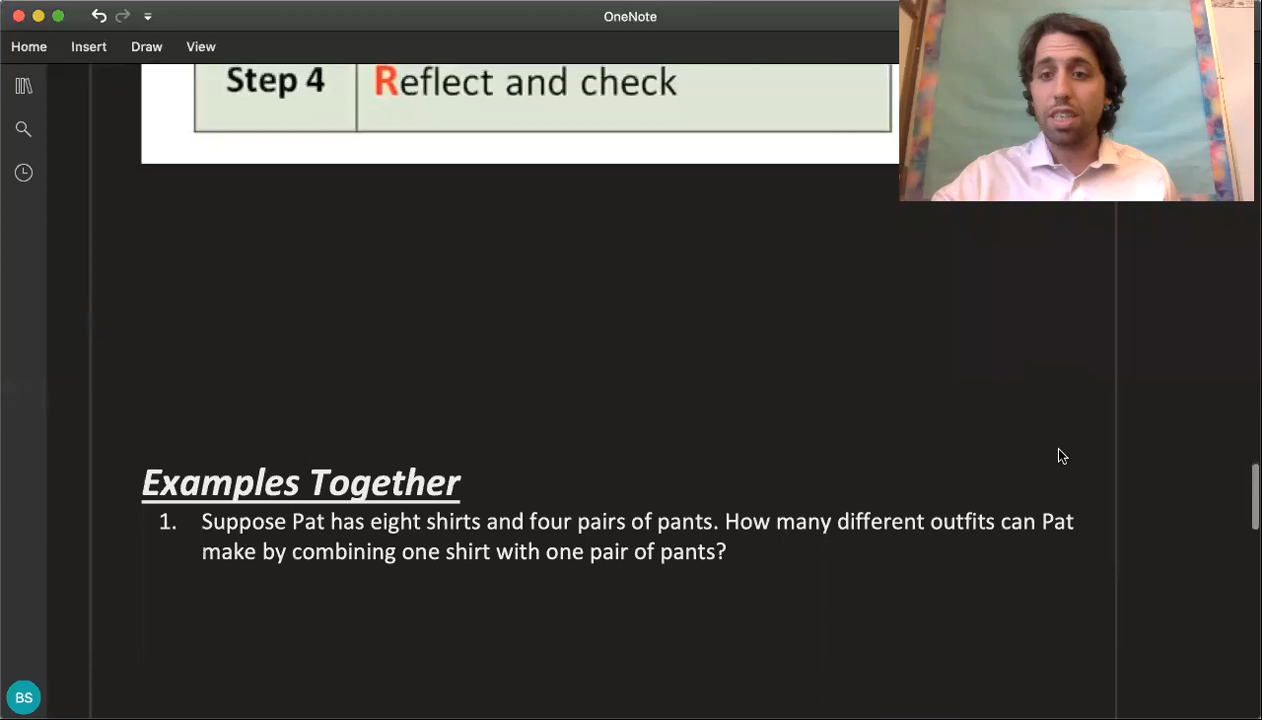 OneNote
Home Insert Draw View
Step 4 Reflect and check
Examples Together
1. Suppose Pat has eight shirts and four pairs of pants. How many different outfits can Pat
make by combining one shirt with one pair of pants?
BS